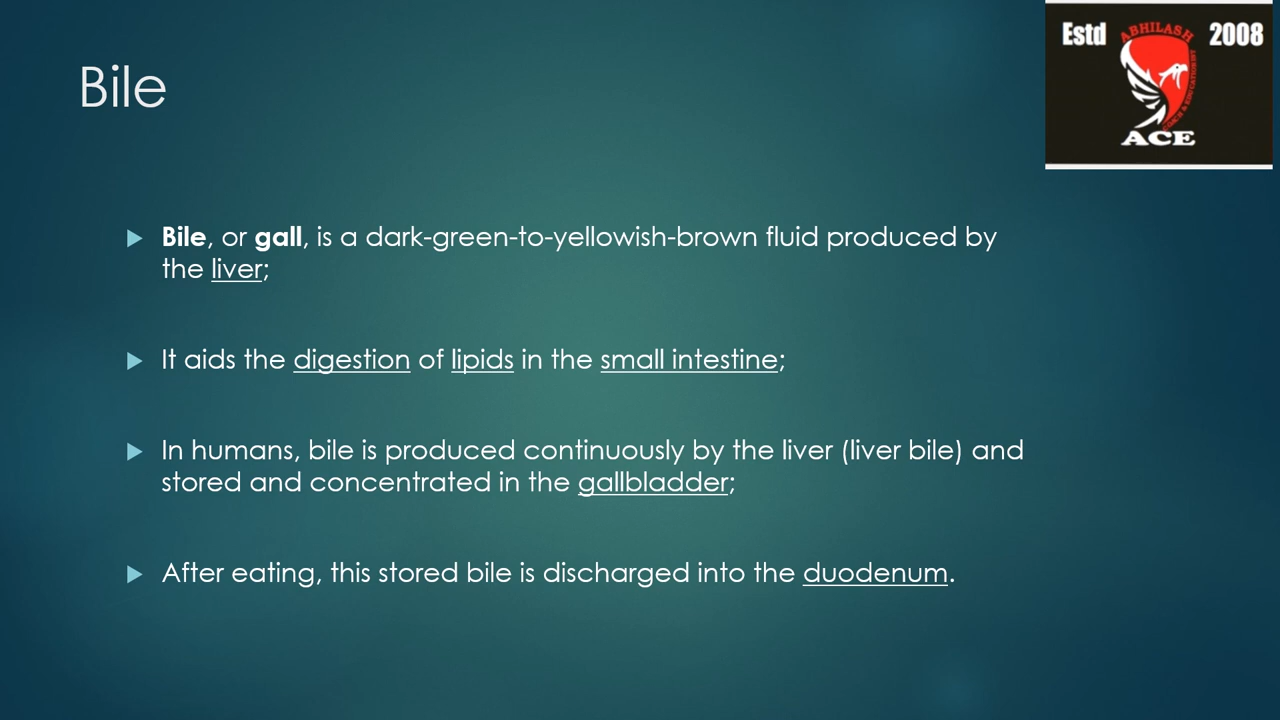 Estd 2008
ABHILASH
COACH & EDUCATIONIST
ACE
Bile
Bile, or gall, is a dark-green-to-yellowish-brown fluid produced by
the liver;
It aids the digestion of lipids in the small intestine;
In humans, bile is produced continuously by the liver (liver bile) and
stored and concentrated in the gallbladder;
After eating, this stored bile is discharged into the duodenum.